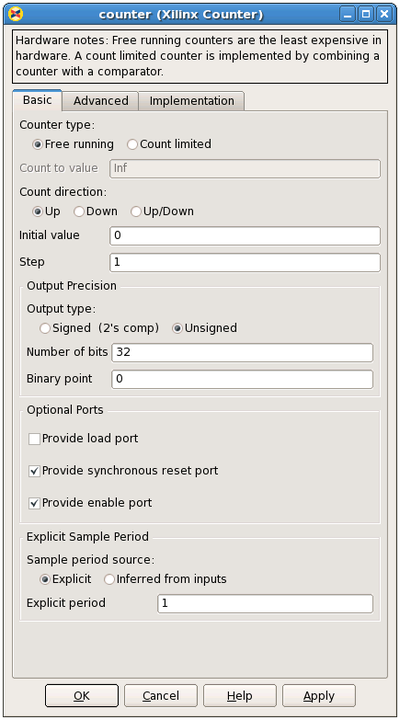 counter (Xilinx Counter)
Hardware notes: Free running counters are the least expensive in
hardware. A count limited counter is implemented by combining a
counter with a comparator.
Basic Advanced Implementation
Counter type:
Free running Count limited
Count to value Inf
Count direction:
Up Down Up/Down
Initial value 0
Step 1
Output Precision
Output type:
Signed (2's comp) Unsigned
Number of bits 32
Binary point 0
Optional Ports
Provide load port
Provide synchronous reset port
Provide enable port
Explicit Sample Period
Sample period source:
Explicit Inferred from inputs
Explicit period 1
OK Cancel Help Apply